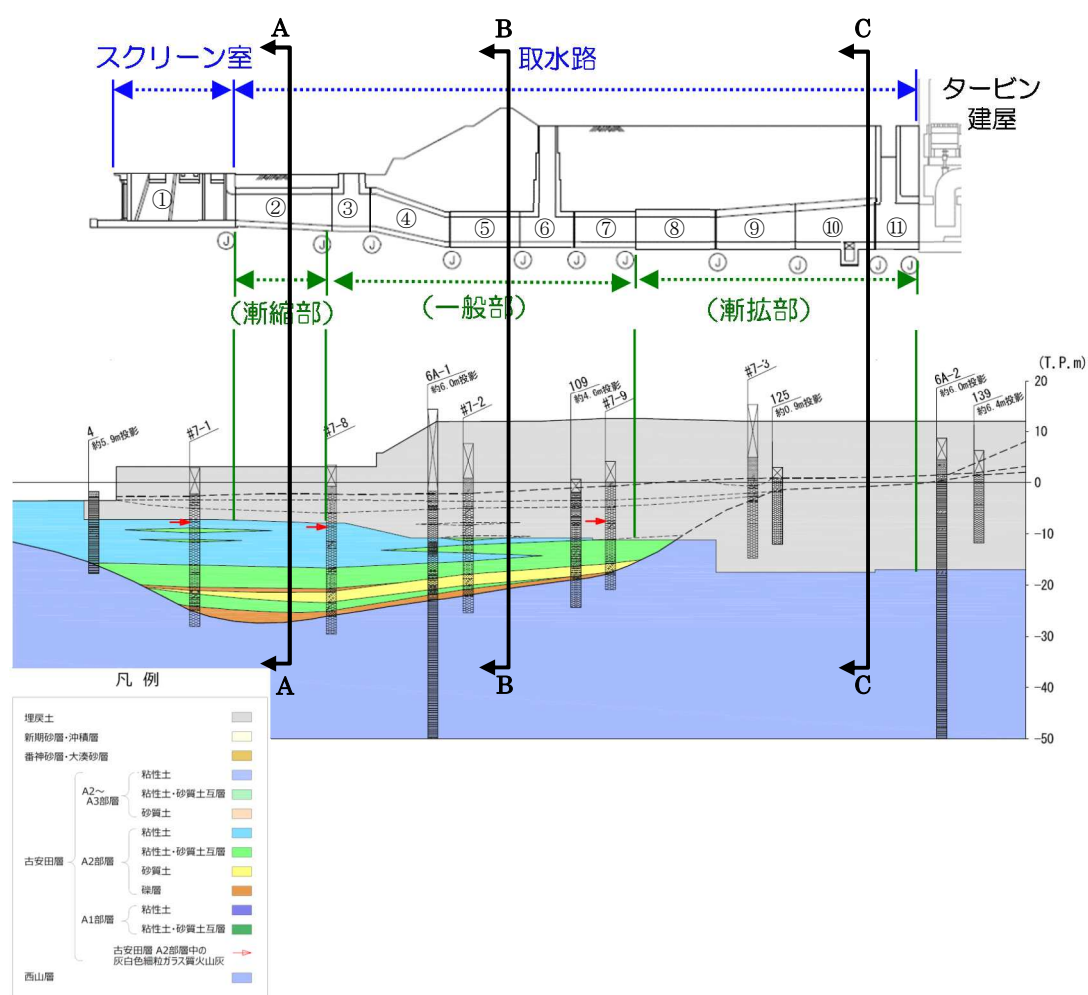 A
B
C
スクリーン室
取水路
タービン
建屋
①
②
③
④
⑤
⑥
⑦
⑧
⑨
⑩
⑪
J
J
J
J
J
J
J
J
J
J
J
(漸縮部)
(一般部)
(漸拡部)
(T.P.m)
4
約5.9m投影
#7-1
#7-8
6A-1
約6.0m投影
#7-2
109
約4.6m投影
#7-9
#7-3
125
約0.9m投影
6A-2
約6.0m投影
139
約6.4m投影
20
10
0
-10
-20
-30
-40
-50
A
B
C
凡 例
埋戻土
新期砂層・沖積層
番神砂層・大湊砂層
古安田層
A2～
A3部層
粘性土
粘性土・砂質土互層
砂質土
A2部層
粘性土
粘性土・砂質土互層
砂質土
礫層
A1部層
粘性土
粘性土・砂質土互層
古安田層 A2部層中の
灰白色細粒ガラス質火山灰
西山層